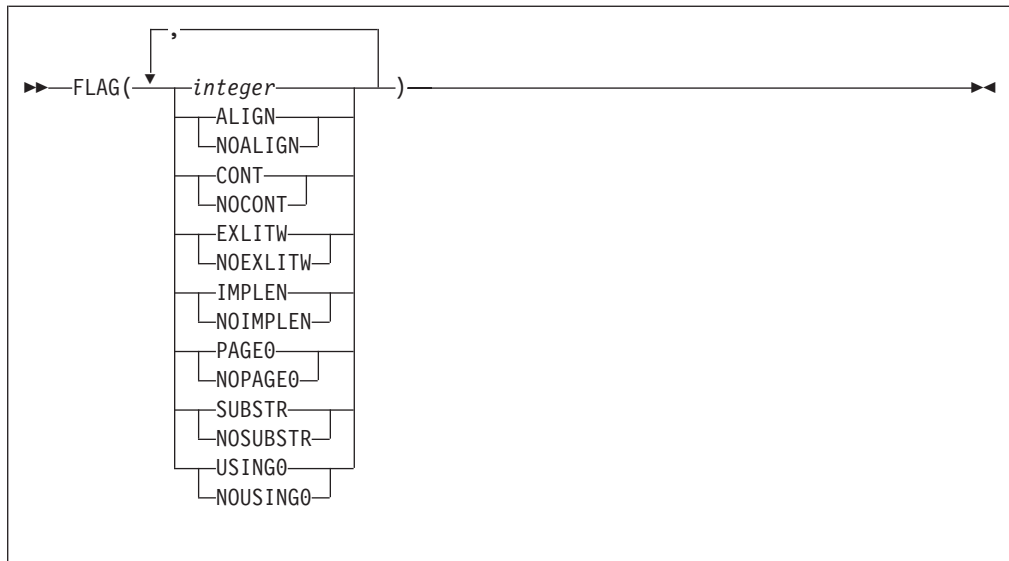 ,
FLAG( integer )
ALIGN
NOALIGN
CONT
NOCONT
EXLITW
NOEXLITW
IMPLEN
NOIMPLEN
PAGE0
NOPAGE0
SUBSTR
NOSUBSTR
USING0
NOUSING0